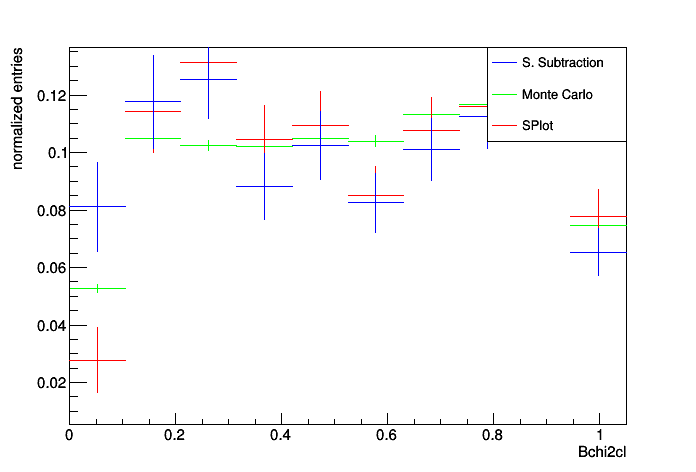 normalized entries
S. Subtraction
Monte Carlo
SPlot
0.12
0.1
0.08
0.06
0.04
0.02
0 0.2 0.4 0.6 0.8 1
Bchi2cl